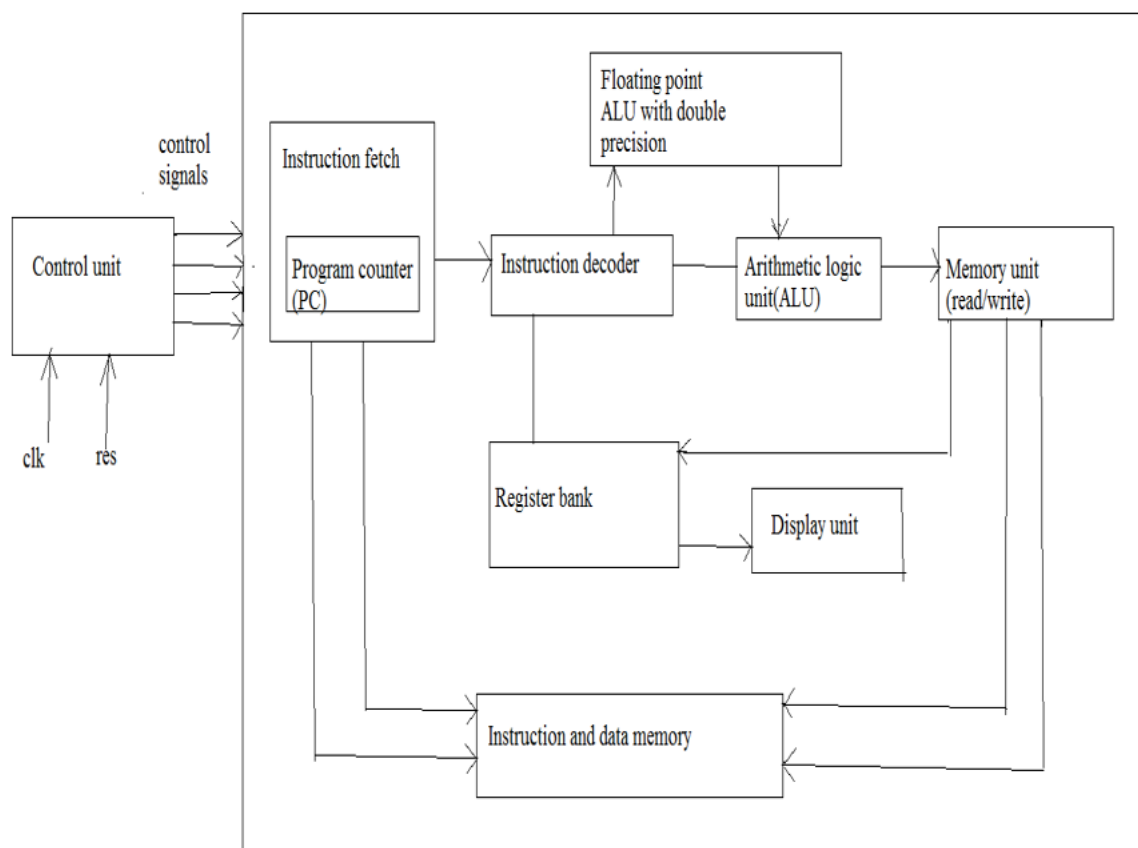 control
signals
Control unit
clk
res
Instruction fetch
Program counter
(PC)
Instruction decoder
Floating point
ALU with double
precision
Arithmetic logic
unit(ALU)
Memory unit
(read/write)
Register bank
Display unit
Instruction and data memory